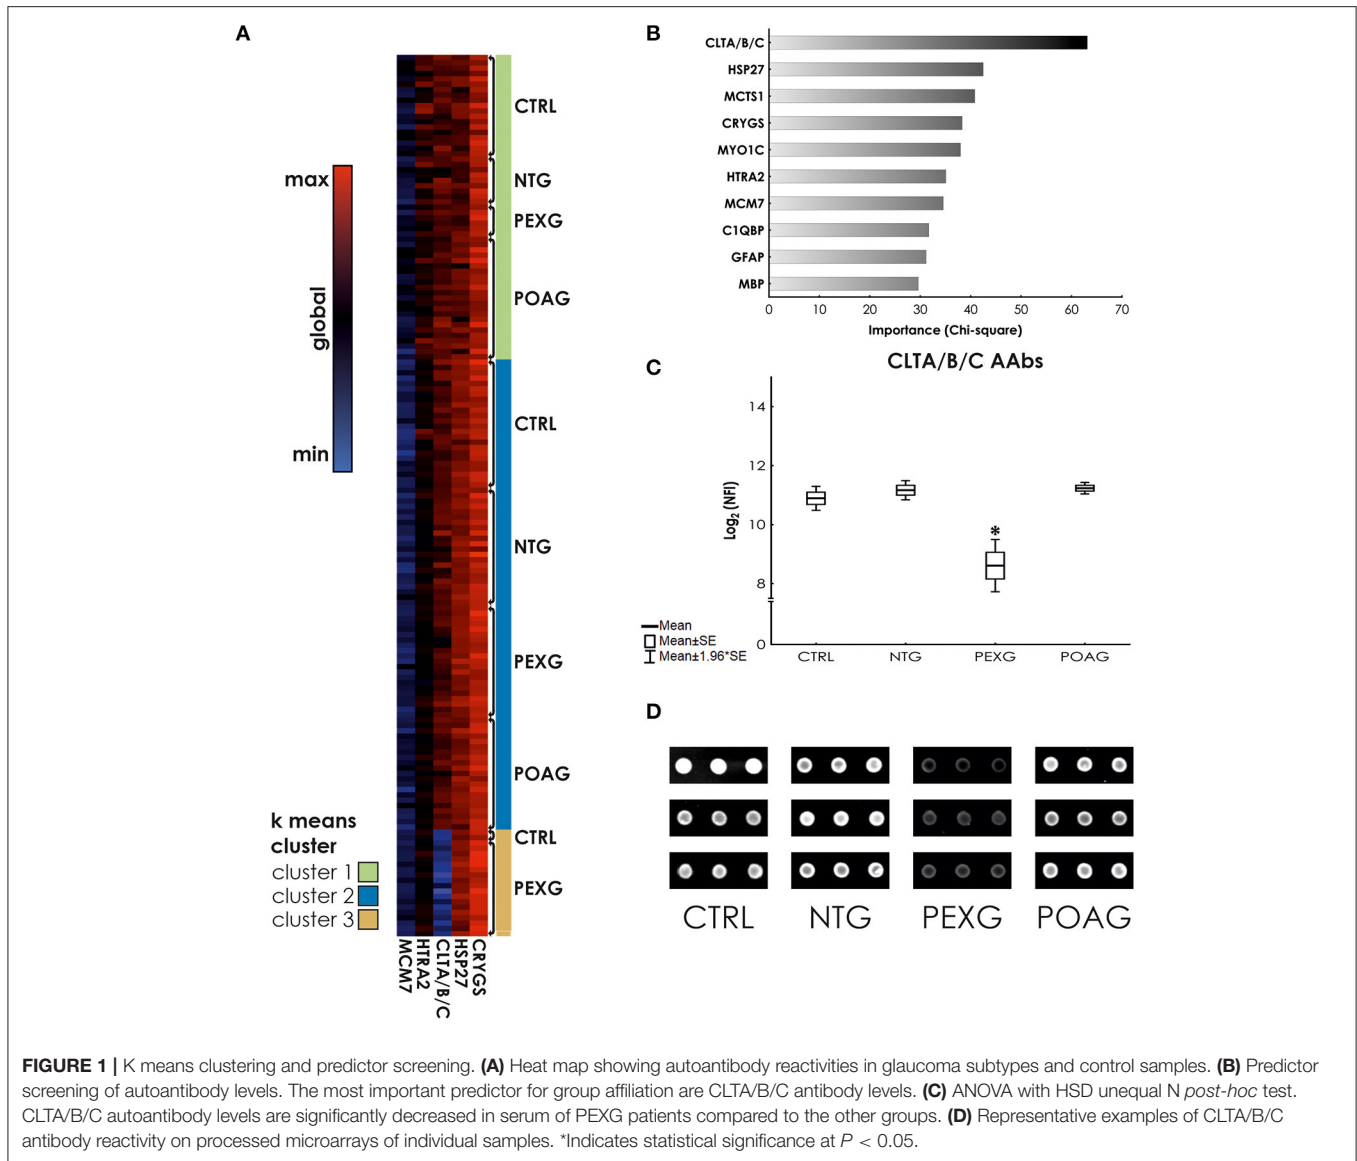 A
max
global
min
CTRL
NTG
PEXG
POAG
CTRL
NTG
PEXG
POAG
CTRL
PEXG
k means
cluster
cluster 1
cluster 2
cluster 3
MCM7
HTRA2
CLTA/B/C
HSP27
CRYGS
B
CLTA/B/C
HSP27
MCTS1
CRYGS
MYO1C
HTRA2
MCM7
C1QBP
GFAP
MBP
0 10 20 30 40 50 60 70
Importance (Chi-square)
C
CLTA/B/C AAbs
Log2 (NFI)
14
12
10
8
0
*
CTRL NTG PEXG POAG
Mean
Mean±SE
Mean±1.96*SE
D
CTRL NTG PEXG POAG
FIGURE 1 | K means clustering and predictor screening. (A) Heat map showing autoantibody reactivities in glaucoma subtypes and control samples. (B) Predictor
screening of autoantibody levels. The most important predictor for group affiliation are CLTA/B/C antibody levels. (C) ANOVA with HSD unequal N post-hoc test.
CLTA/B/C autoantibody levels are significantly decreased in serum of PEXG patients compared to the other groups. (D) Representative examples of CLTA/B/C
antibody reactivity on processed microarrays of individual samples. *Indicates statistical significance at P < 0.05.